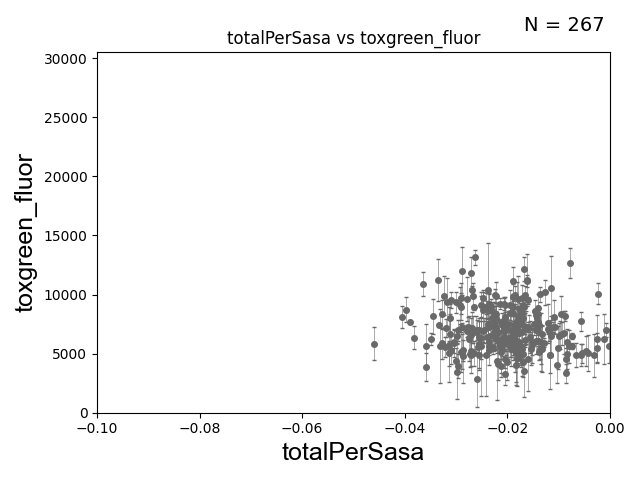 N = 267
totalPerSasa vs toxgreen_fluor
toxgreen_fluor
30000
25000
20000
15000
10000
5000
0
−0.10 −0.08 −0.06 −0.04 −0.02 0.00
totalPerSasa